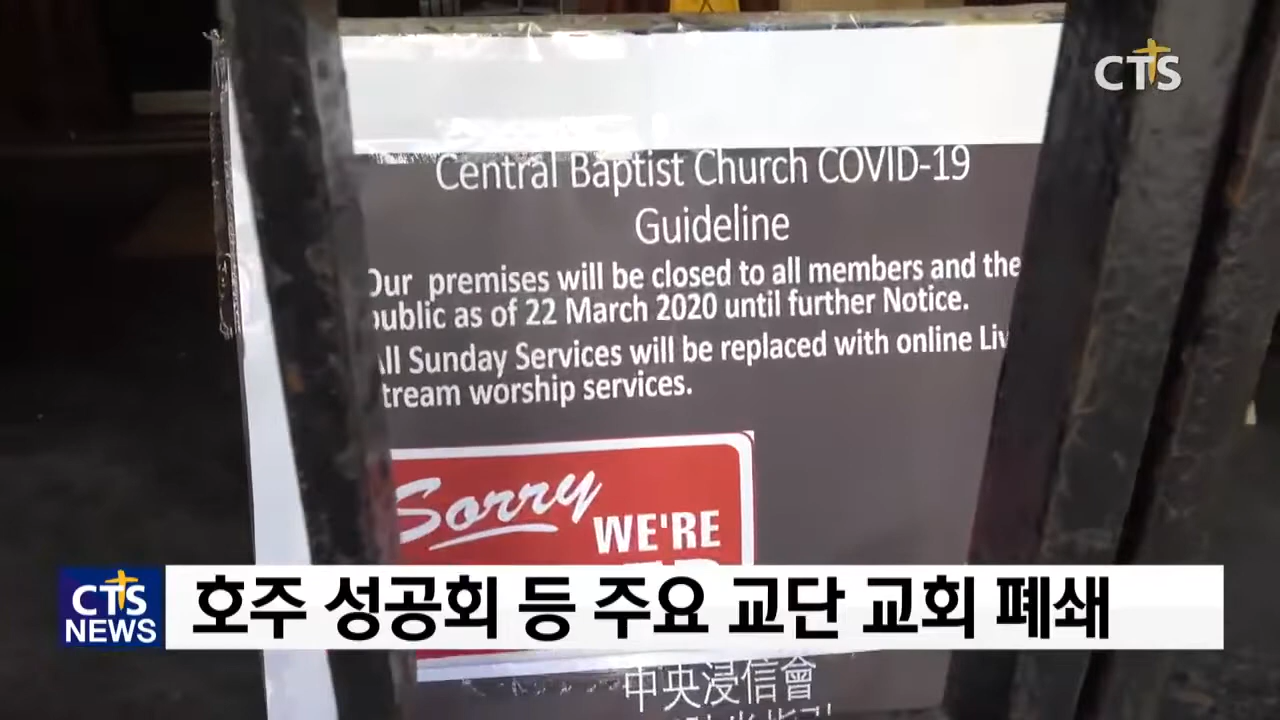 CTS
Central Baptist Church COVID-19
Guideline
Our premises will be closed to all members and the
public as of 22 March 2020 until further Notice.
All Sunday Services will be replaced with online Liv
tream worship services.
Sorry
WE'RE
CTS
NEWS
호주 성공회 등 주요 교단 교회 폐쇄
中央浸信會